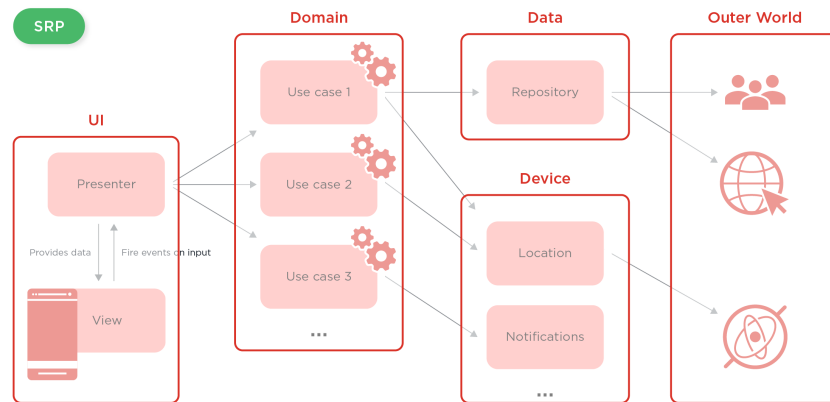 SRP
UI
Presenter
Provides data
Fire events on input
View
Domain
Use case 1
Use case 2
Use case 3
...
Data
Repository
Device
Location
Notifications
...
Outer World